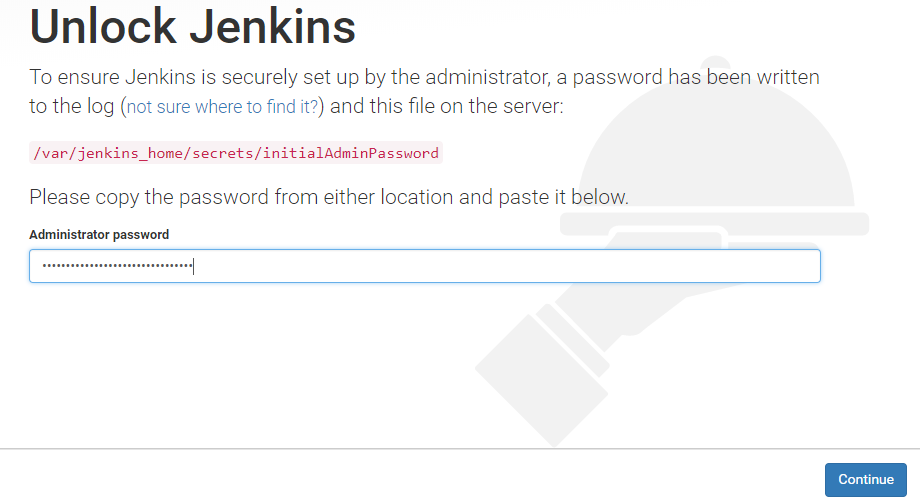 Unlock Jenkins
To ensure Jenkins is securely set up by the administrator, a password has been written
to the log (not sure where to find it?) and this file on the server:
/var/jenkins_home/secrets/initialAdminPassword
Please copy the password from either location and paste it below.
Administrator password
••••••••••••••••••••••••••••••••
Continue